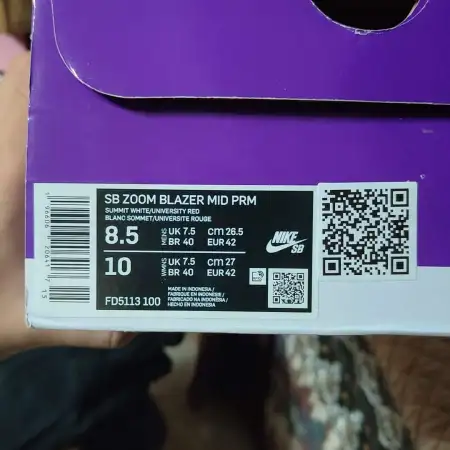 SB ZOOM BLAZER MID PRM
SUMMIT WHITE/UNIVERSITY RED
BLANC SOMMET/UNIVERSITE ROUGE
8.5 MENS UK 7.5 CM 26.5
BR 40 EUR 42
10 WMNS UK 7.5 CM 27
BR 40 EUR 42
NIKE
SB
FD5113 100
MADE IN INDONESIA /
FABRIQUE EN INDONESIE /
FABRICADO NA INDONÉSIA /
HECHO EN INDONESIA